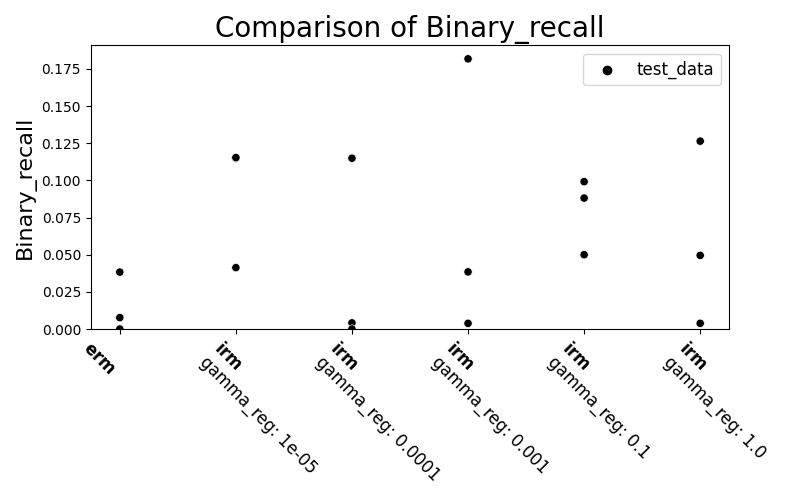 Comparison of Binary_recall
test_data
Binary_recall
0.175
0.150
0.125
0.100
0.075
0.050
0.025
0.000
erm
irm
gamma_reg: 1e-05
irm
gamma_reg: 0.0001
irm
gamma_reg: 0.001
irm
gamma_reg: 0.1
irm
gamma_reg: 1.0